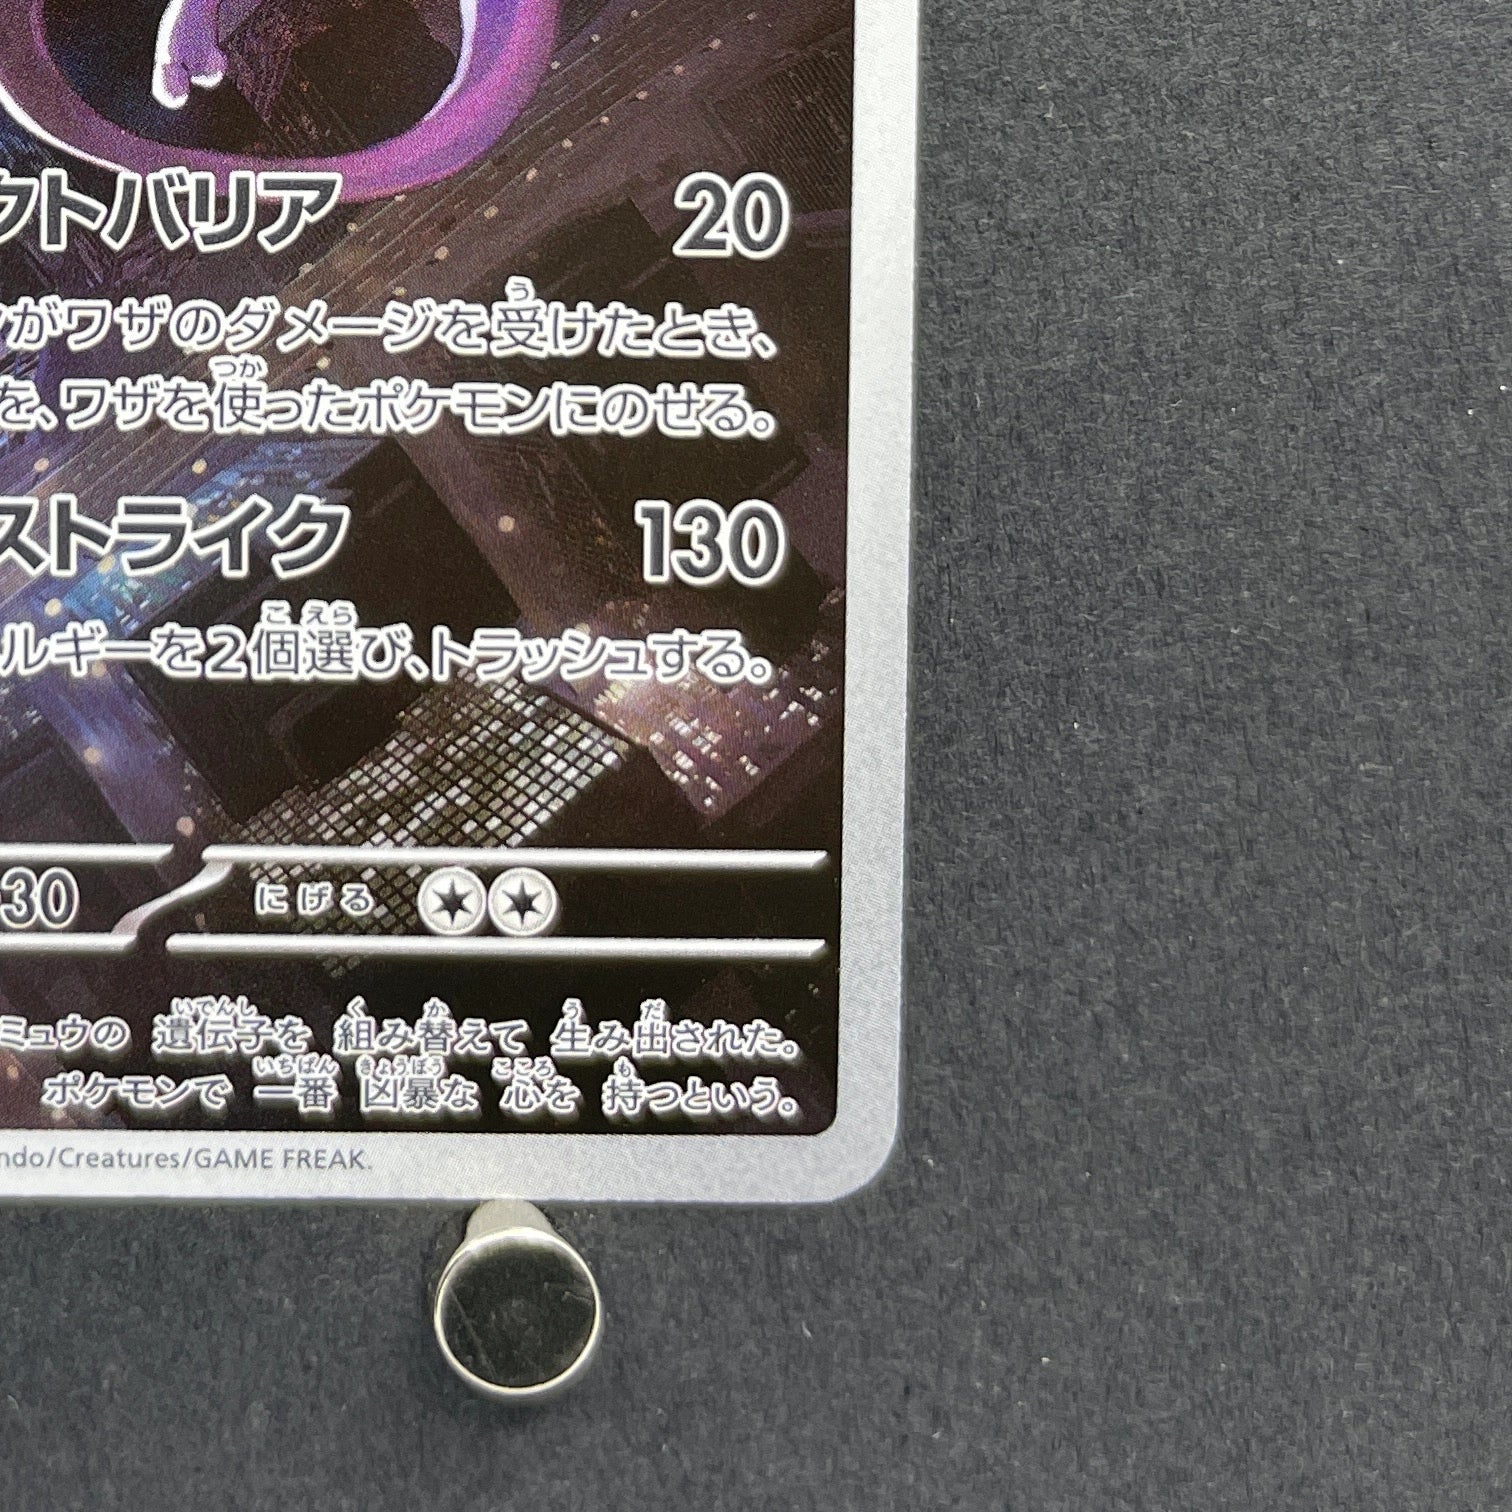 クトバリア 20
ンがワザのダメージを受けたとき、
を、ワザを使ったポケモンにのせる。
ストライク 130
ルギーを2個選び、トラッシュする。
30 にげる
ミュウの 遺伝子を 組み替えて 生み出された。
ポケモンで 一番 凶暴な 心を 持つという。
ndo/Creatures/GAME FREAK.